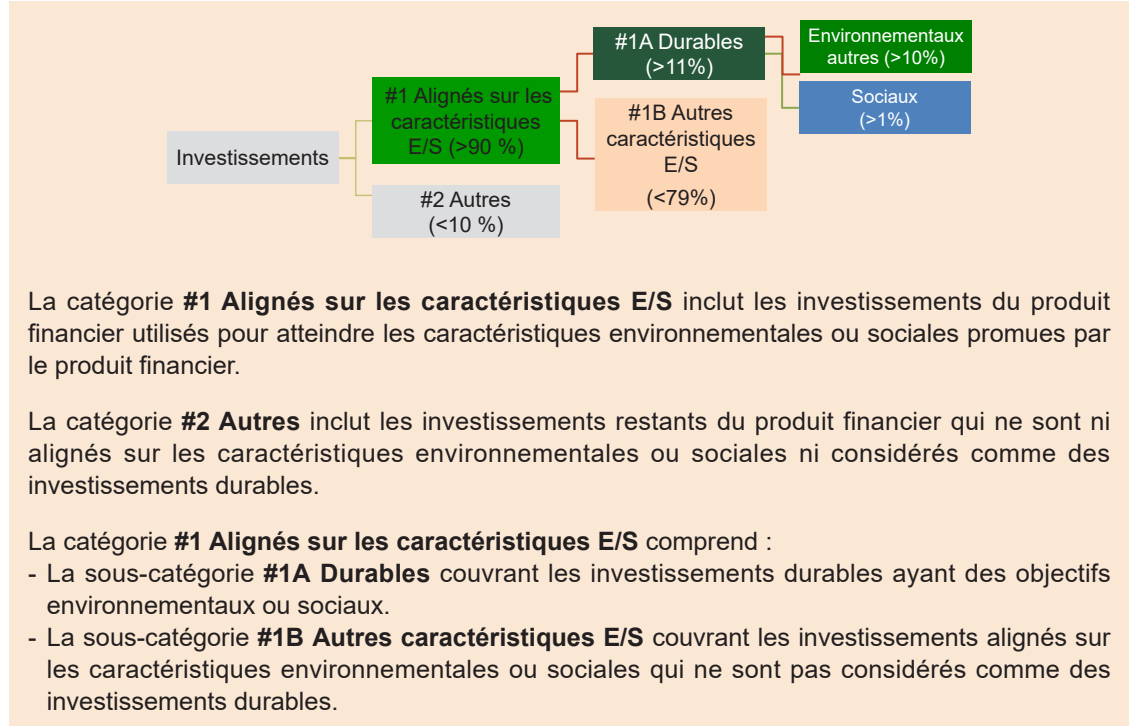 Investissements
#1 Alignés sur les
caractéristiques
E/S (>90 %)
#2 Autres
(<10 %)
#1A Durables
(>11%)
#1B Autres
caractéristiques
E/S
(<79%)
Environnementaux
autres (>10%)
Sociaux
(>1%)
La catégorie #1 Alignés sur les caractéristiques E/S inclut les investissements du produit
financier utilisés pour atteindre les caractéristiques environnementales ou sociales promues par
le produit financier.
La catégorie #2 Autres inclut les investissements restants du produit financier qui ne sont ni
alignés sur les caractéristiques environnementales ou sociales ni considérés comme des
investissements durables.
La catégorie #1 Alignés sur les caractéristiques E/S comprend :
- La sous-catégorie #1A Durables couvrant les investissements durables ayant des objectifs
environnementaux ou sociaux.
- La sous-catégorie #1B Autres caractéristiques E/S couvrant les investissements alignés sur
les caractéristiques environnementales ou sociales qui ne sont pas considérés comme des
investissements durables.